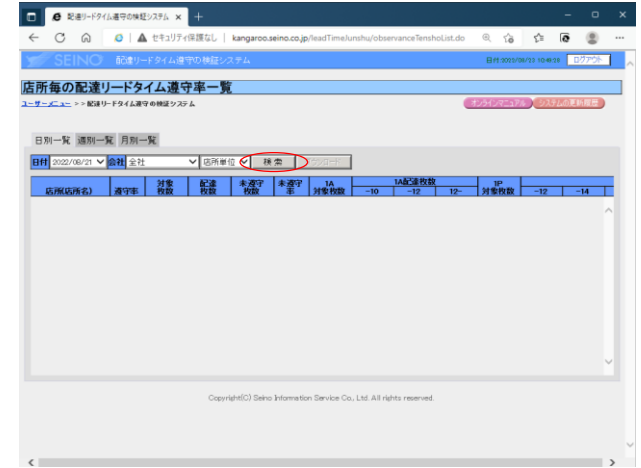 配達リードタイム遵守の検証システム
セキュリティ保護なし kangaroo.seino.co.jp/leadTimeJunshu/observanceTenshoList.do
SEINO 配達リードタイム遵守の検証システム ログアウト
店所毎の配達リードタイム遵守率一覧
ユーザーメニュー >> 配達リードタイム遵守の検証システム オンラインマニュアル システムの更新履歴
日別一覧 週別一覧 月別一覧
日付 2022/08/21 会社 全社 店所単位 検 索 ダウンロード
店所(店所名) 遵守率 対象枚数 配達枚数 未遵守枚数 未遵守率 1A対象枚数 1A配達枚数 -10 -12 12- 1P対象枚数 -12 -14
Copyright(C) Seino Information Service Co., Ltd. All rights reserved.